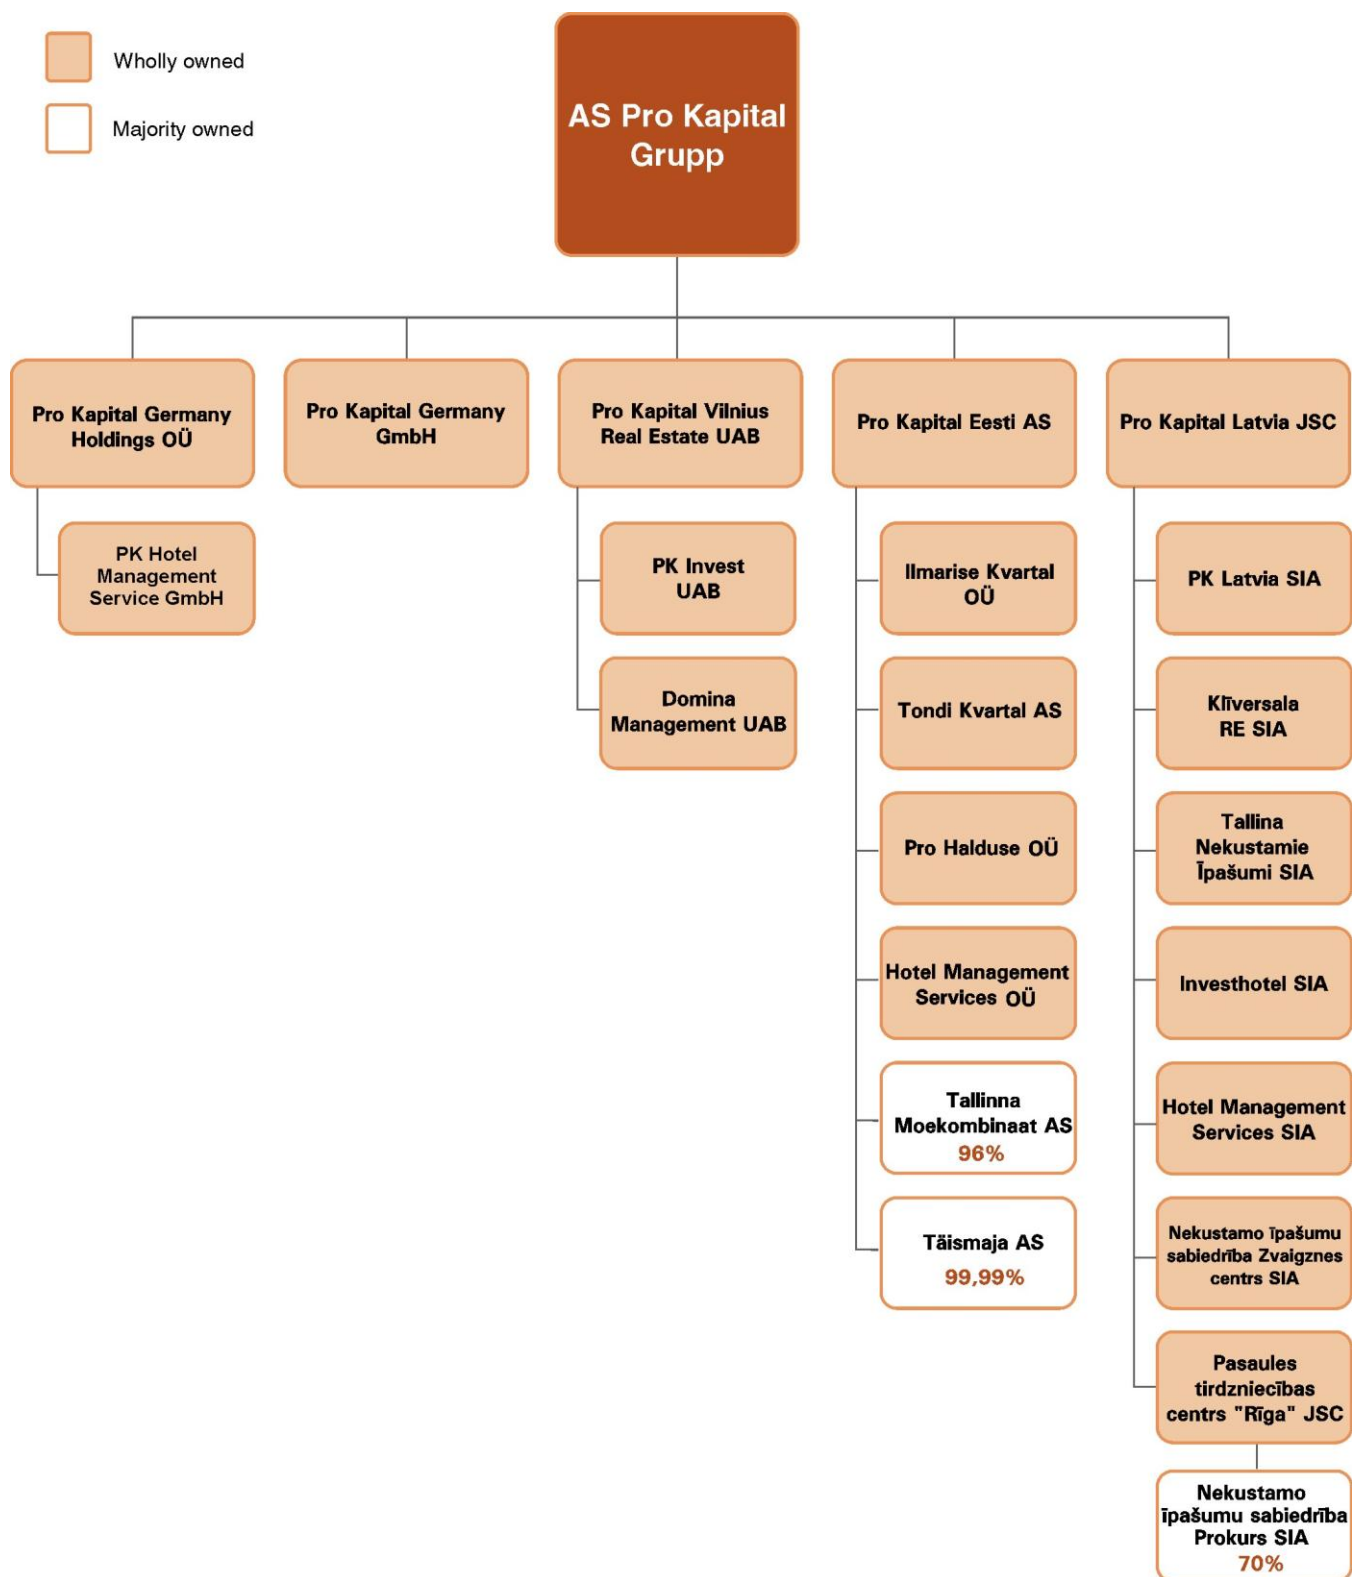 Wholly owned
Majority owned
AS Pro Kapital
Grupp
Pro Kapital Germany
Holdings OÜ
Pro Kapital Germany
GmbH
Pro Kapital Vilnius
Real Estate UAB
Pro Kapital Eesti AS
Pro Kapital Latvia JSC
PK Hotel
Management
Service GmbH
PK Invest
UAB
Domina
Management UAB
Ilmarise Kvartal
OÜ
Tondi Kvartal AS
Pro Halduse OÜ
Hotel Management
Services OÜ
Tallinna
Moekombinaat AS
96%
Täismaja AS
99,99%
PK Latvia SIA
Klīversala
RE SIA
Tallina
Nekustamie
Īpašumi SIA
Investhotel SIA
Hotel Management
Services SIA
Nekustamo īpašumu
sabiedrība Zvaigznes
centrs SIA
Pasaules
tirdzniecības
centrs "Rīga" JSC
Nekustamo
īpašumu sabiedrība
Prokurs SIA
70%